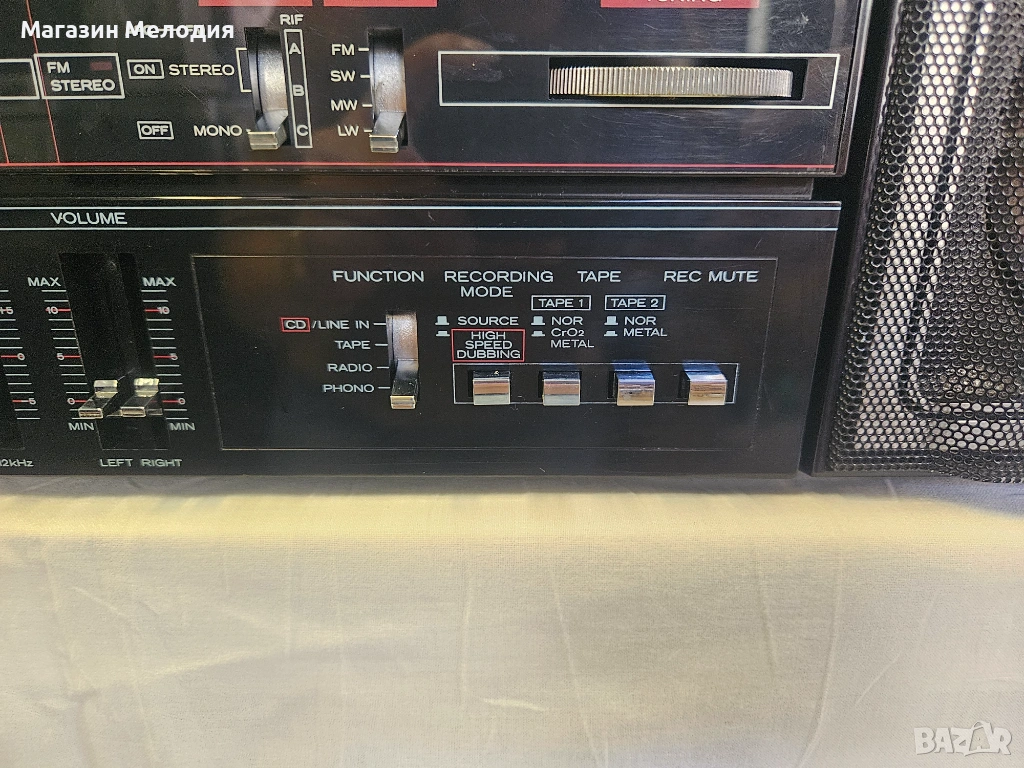 Магазин Мелодия
RIF
FM
STEREO
ON STEREO
OFF MONO
A
B
C
FM
SW
MW
LW
VOLUME
MAX MAX
10 10
5 5
0 0
MIN MIN
LEFT RIGHT
+5
0
5
FUNCTION RECORDING MODE TAPE REC MUTE
CD/LINE IN
TAPE
RADIO
PHONO
SOURCE
HIGH
SPEED
DUBBING
TAPE 1 TAPE 2
NOR NOR
CrO2 METAL
METAL
BAZAR